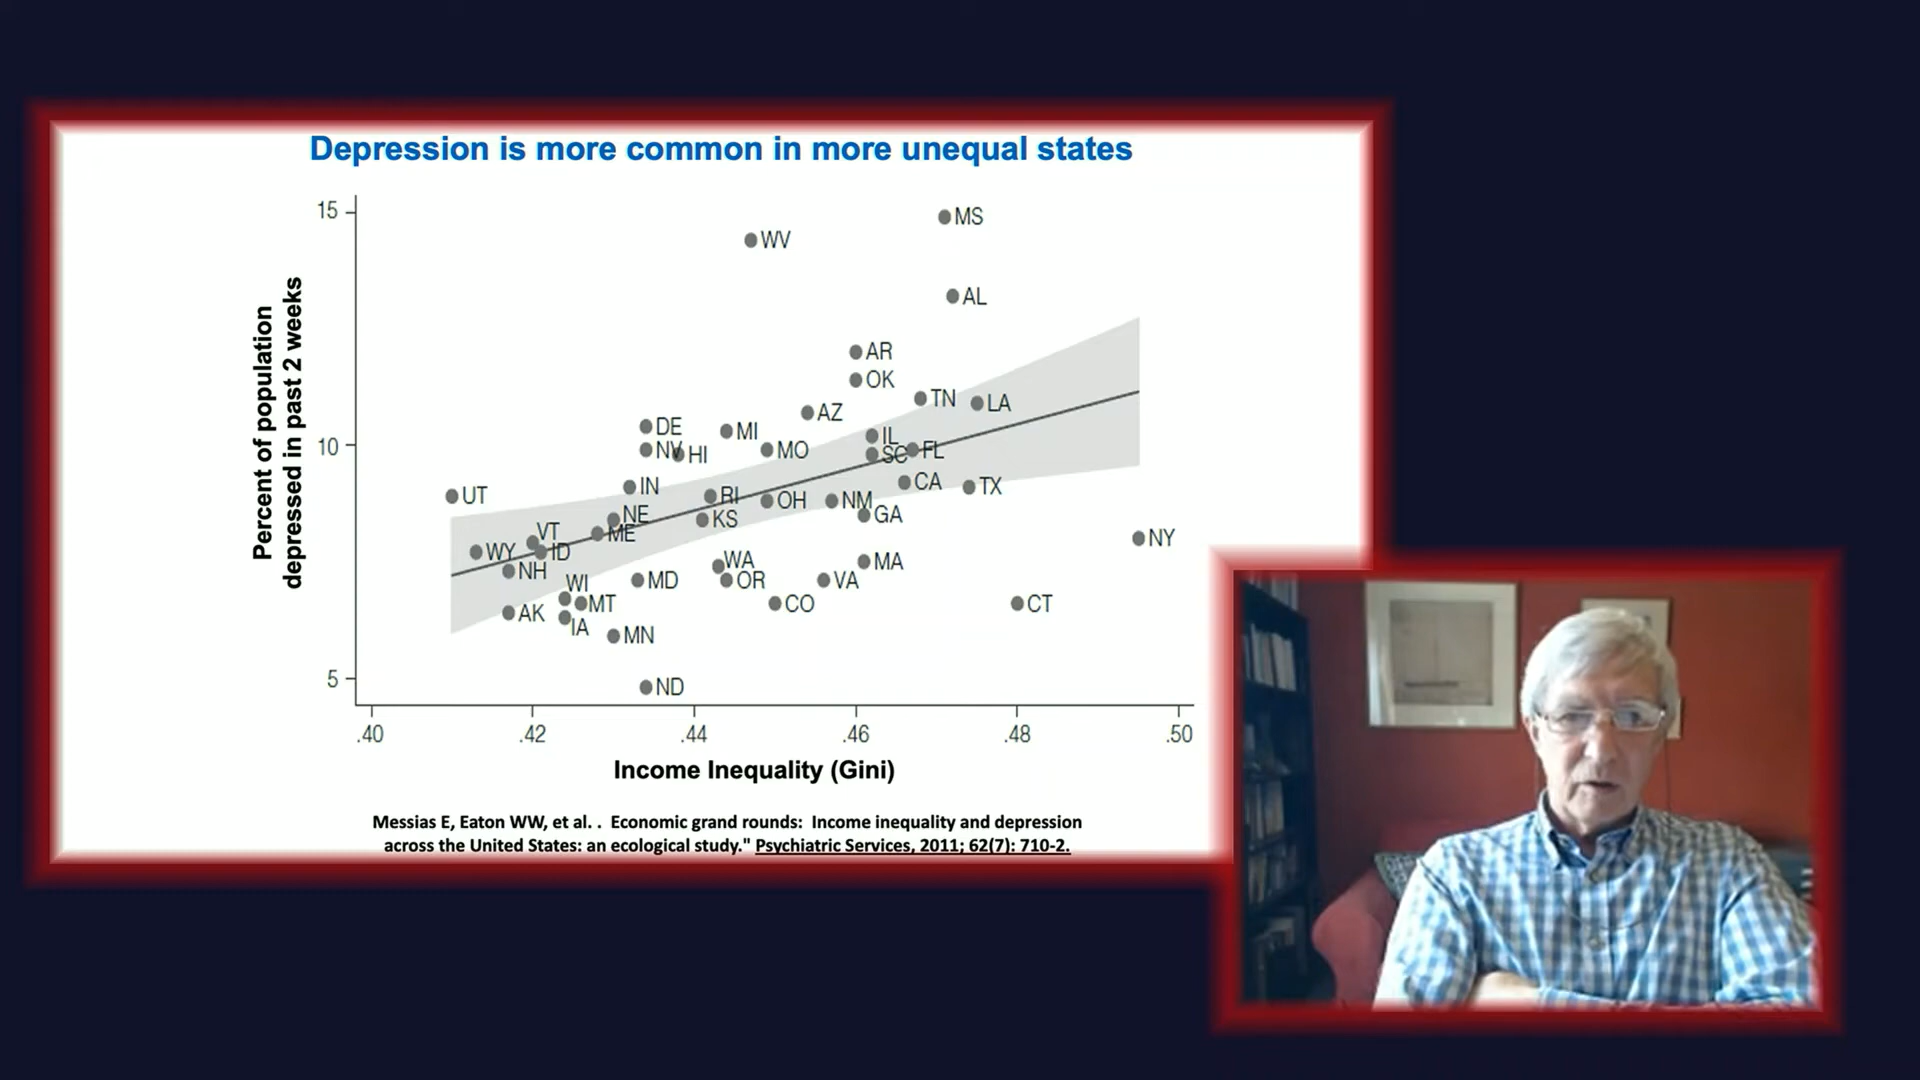 Depression is more common in more unequal states
Percent of population
depressed in past 2 weeks
15
10
5
MS
WV
AL
AR
OK
TN
LA
AZ
DE
MI
IL
NV
HI
MO
SC
FL
UT
IN
RI
OH
NM
CA
TX
NE
KS
GA
VT
ME
NY
WY
ID
NH
WA
MA
WI
MD
OR
VA
AK
MT
CO
CT
IA
MN
ND
.40
.42
.44
.46
.48
.50
Income Inequality (Gini)
Messias E, Eaton WW, et al. . Economic grand rounds: Income inequality and depression
across the United States: an ecological study." Psychiatric Services, 2011; 62(7): 710-2.